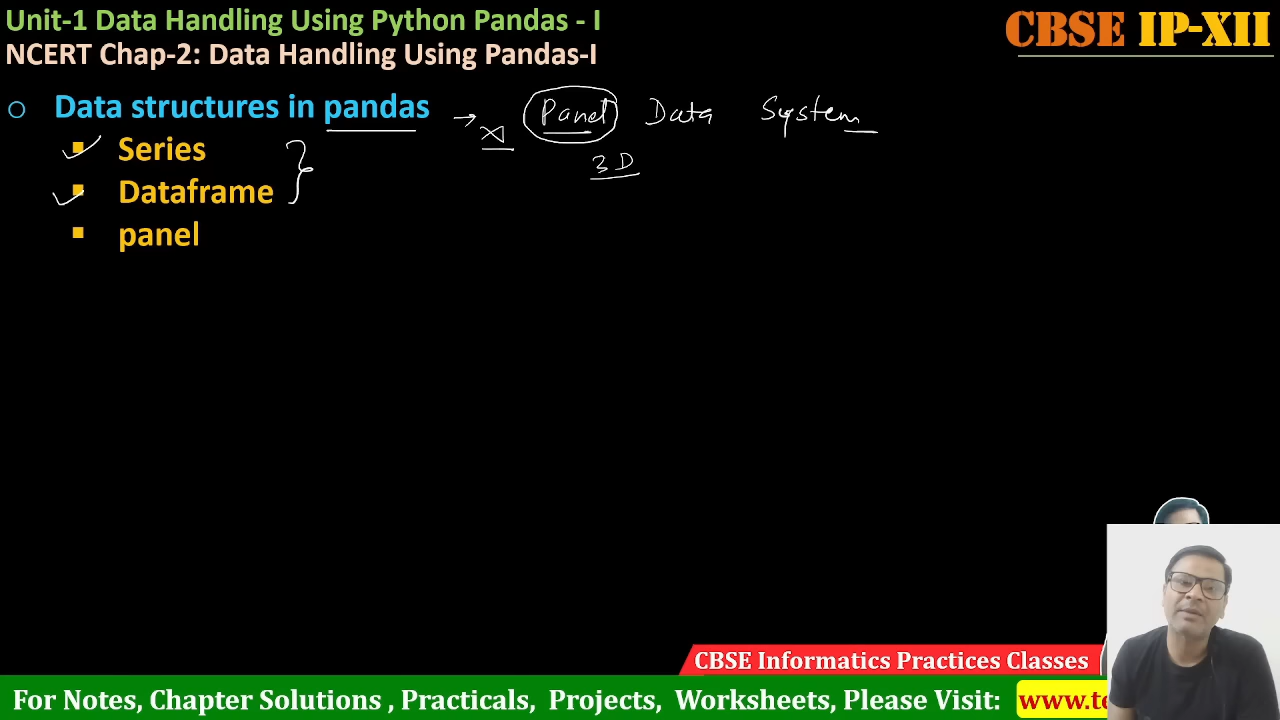 Unit-1 Data Handling Using Python Pandas - I
CBSE IP-XII
NCERT Chap-2: Data Handling Using Pandas-I
Data structures in pandas → Panel Data System
3D
Series
Dataframe
panel
CBSE Informatics Practices Classes
For Notes, Chapter Solutions , Practicals, Projects, Worksheets, Please Visit: